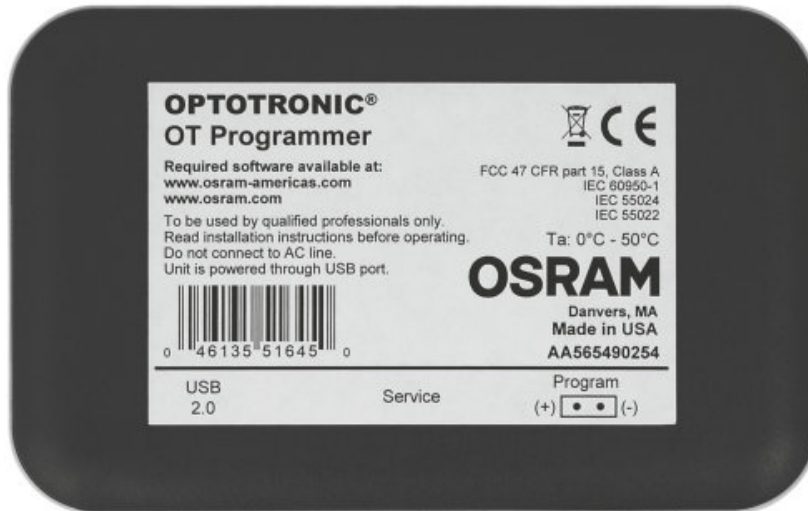 OPTOTRONIC®
OT Programmer
Required software available at:
www.osram-americas.com
www.osram.com
To be used by qualified professionals only.
Read installation instructions before operating.
Do not connect to AC line.
Unit is powered through USB port.
0 46135 51645 0
CE
FCC 47 CFR part 15, Class A
IEC 60950-1
IEC 55024
IEC 55022
Ta: 0°C - 50°C
OSRAM
Danvers, MA
Made in USA
AA565490254
USB
2.0
Service
Program
(+) (-)